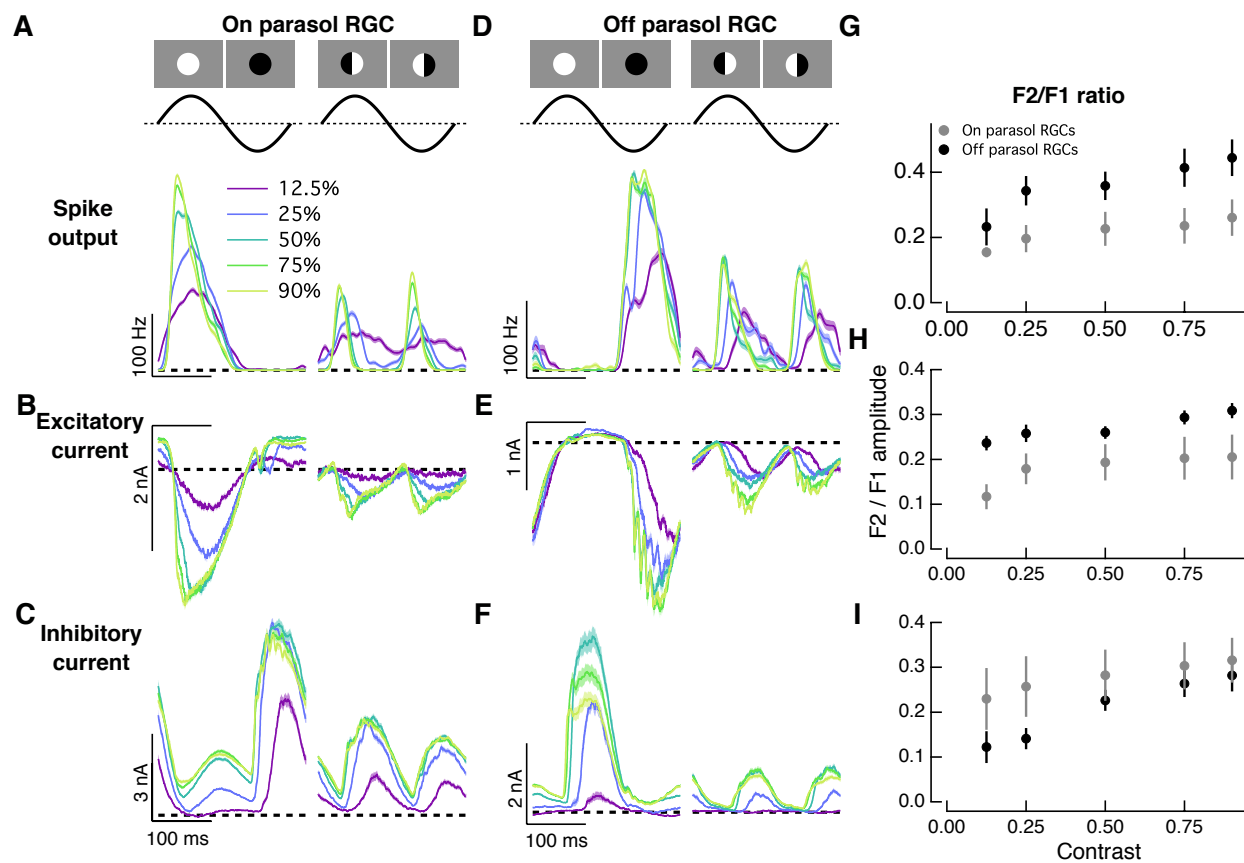 A
On parasol RGC
D
Off parasol RGC
G
F2/F1 ratio
On parasol RGCs
Off parasol RGCs
Spike
output
12.5%
25%
50%
75%
90%
100 Hz
100 Hz
0.4
0.2
0.0
0.00
0.25
0.50
0.75
B
Excitatory
current
2 nA
E
1 nA
H
F2 / F1 amplitude
0.4
0.3
0.2
0.1
0.0
0.00
0.25
0.50
0.75
C
Inhibitory
current
3 nA
100 ms
F
2 nA
100 ms
I
0.4
0.3
0.2
0.1
0.0
0.00
0.25
0.50
0.75
Contrast